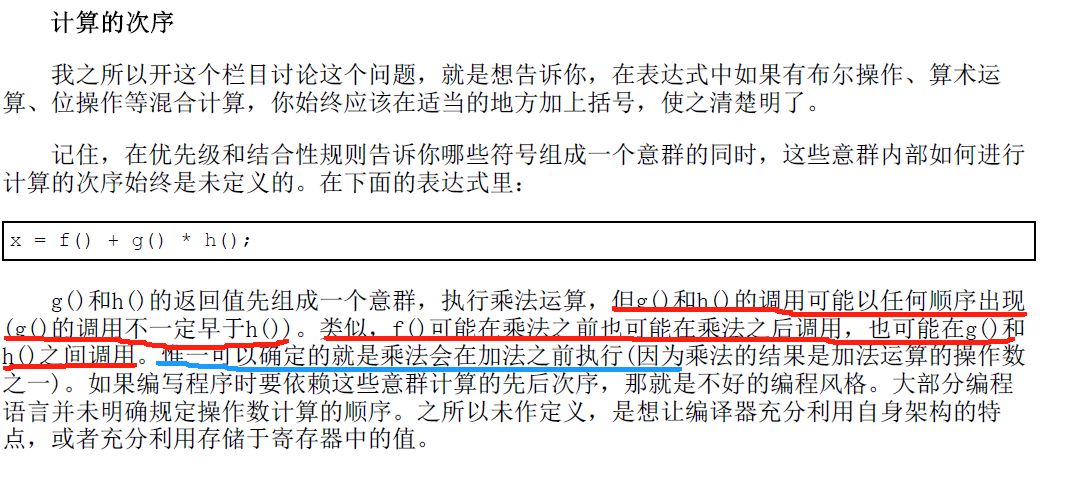 计算的次序
我之所以开这个栏目讨论这个问题，就是想告诉你，在表达式中如果有布尔操作、算术运
算、位操作等混合计算，你始终应该在适当的地方加上括号，使之清楚明了。
记住，在优先级和结合性规则告诉你哪些符号组成一个意群的同时，这些意群内部如何进行
计算的次序始终是未定义的。在下面的表达式里：
x = f() + g() * h();
g()和h()的返回值先组成一个意群，执行乘法运算，但g()和h()的调用可能以任何顺序出现
(g()的调用不一定早于h())。类似，f()可能在乘法之前也可能在乘法之后调用，也可能在g()和
h()之间调用。惟一可以确定的就是乘法会在加法之前执行(因为乘法的结果是加法运算的操作数
之一)。如果编写程序时要依赖这些意群计算的先后次序，那就是不好的编程风格。大部分编程
语言并未明确规定操作数计算的顺序。之所以未作定义，是想让编译器充分利用自身架构的特
点，或者充分利用存储于寄存器中的值。